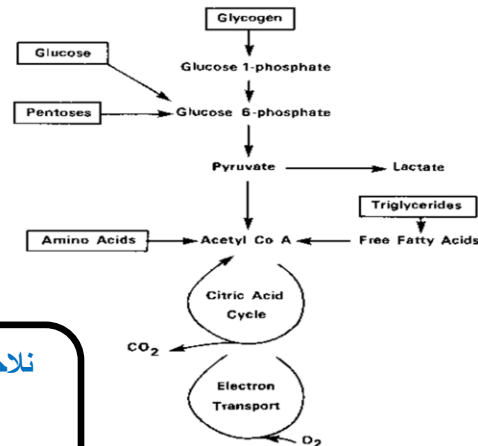 Glycogen
Glucose
Glucose 1-phosphate
Pentoses
Glucose 6-phosphate
Pyruvate
Lactate
Triglycerides
Amino Acids
Acetyl Co A
Free Fatty Acids
Citric Acid
Cycle
CO₂
Electron
Transport
O₂